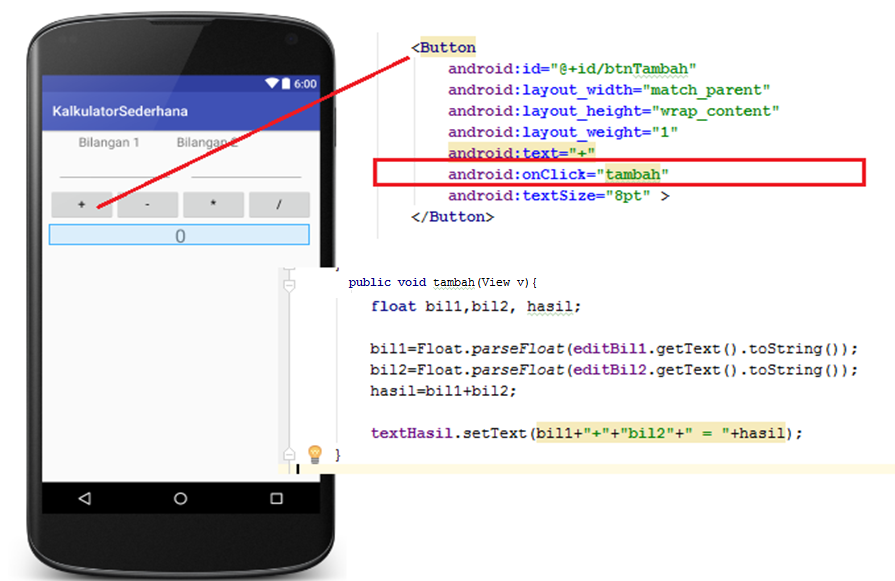 6:00
KalkulatorSederhana
Bilangan 1 Bilangan 2
+ - * /
0
<Button
android:id="@+id/btnTambah"
android:layout_width="match_parent"
android:layout_height="wrap_content"
android:layout_weight="1"
android:text="+"
android:onClick="tambah"
android:textSize="8pt" >
</Button>
public void tambah(View v){
float bil1,bil2, hasil;
bil1=Float.parseFloat(editBil1.getText().toString());
bil2=Float.parseFloat(editBil2.getText().toString());
hasil=bil1+bil2;
textHasil.setText(bil1+"+"+"bil2"+" = "+hasil);
}